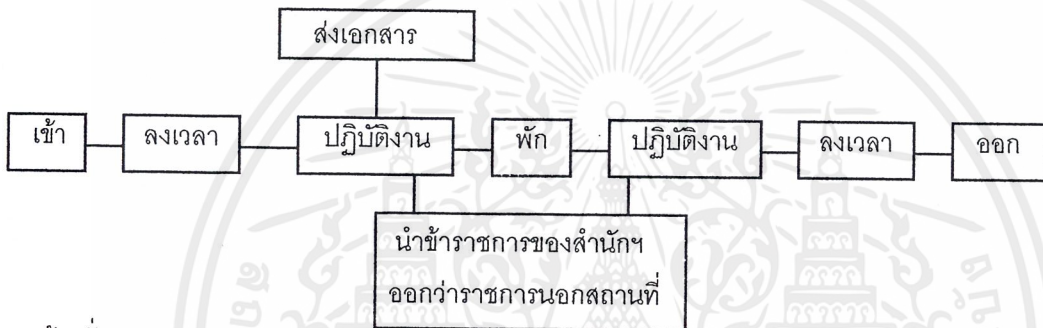 ส่งเอกสาร
เข้า
ลงเวลา
ปฏิบัติงาน
พัก
ปฏิบัติงาน
ลงเวลา
ออก
นำข้าราชการของสำนักฯ
ออกว่าราชการนอกสถานที่